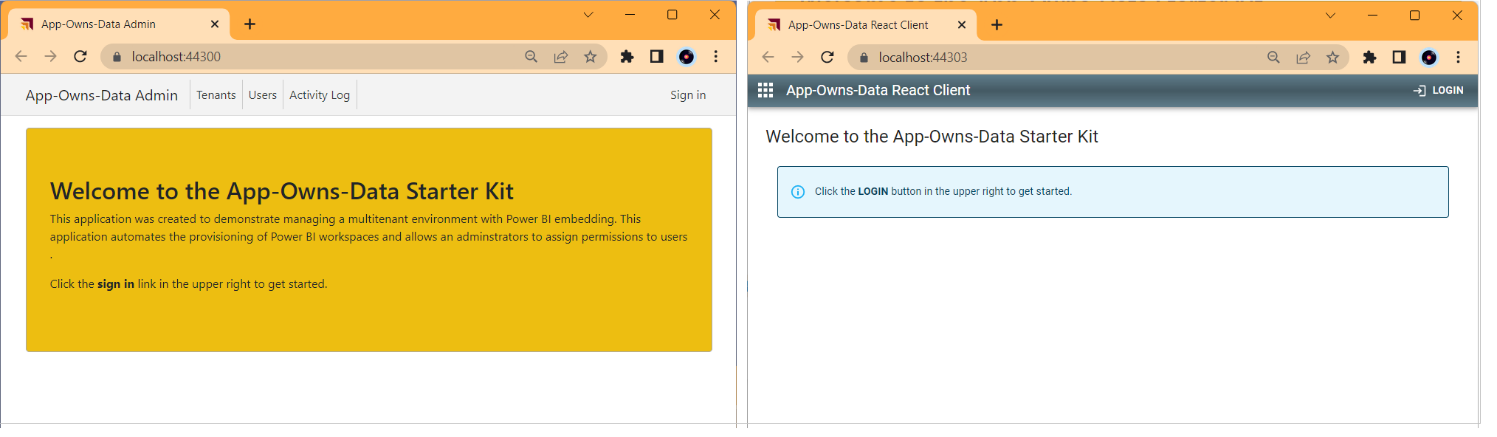 App-Owns-Data Admin
localhost:44300
App-Owns-Data Admin Tenants Users Activity Log Sign in
Welcome to the App-Owns-Data Starter Kit
This application was created to demonstrate managing a multitenant environment with Power BI embedding. This
application automates the provisioning of Power BI workspaces and allows an adminstrators to assign permissions to users
.
Click the sign in link in the upper right to get started.
App-Owns-Data React Client
localhost:44303
App-Owns-Data React Client LOGIN
Welcome to the App-Owns-Data Starter Kit
Click the LOGIN button in the upper right to get started.